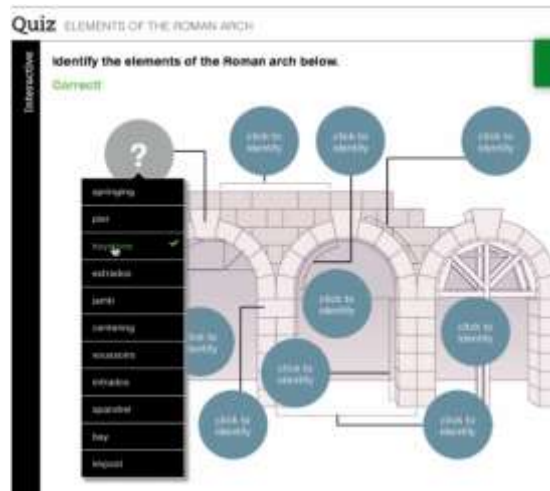 Quiz ELEMENTS OF THE ROMAN ARCH
Interactive
Identify the elements of the Roman arch below.
Correct!
?
click to
identify
click to
identify
click to
identify
springing
pier
keystone
extrados
jamb
centering
voussoirs
intrados
spandrel
bay
impost
click to
identify
click to
identify
click to
identify
click to
identify
click to
identify
click to
identify